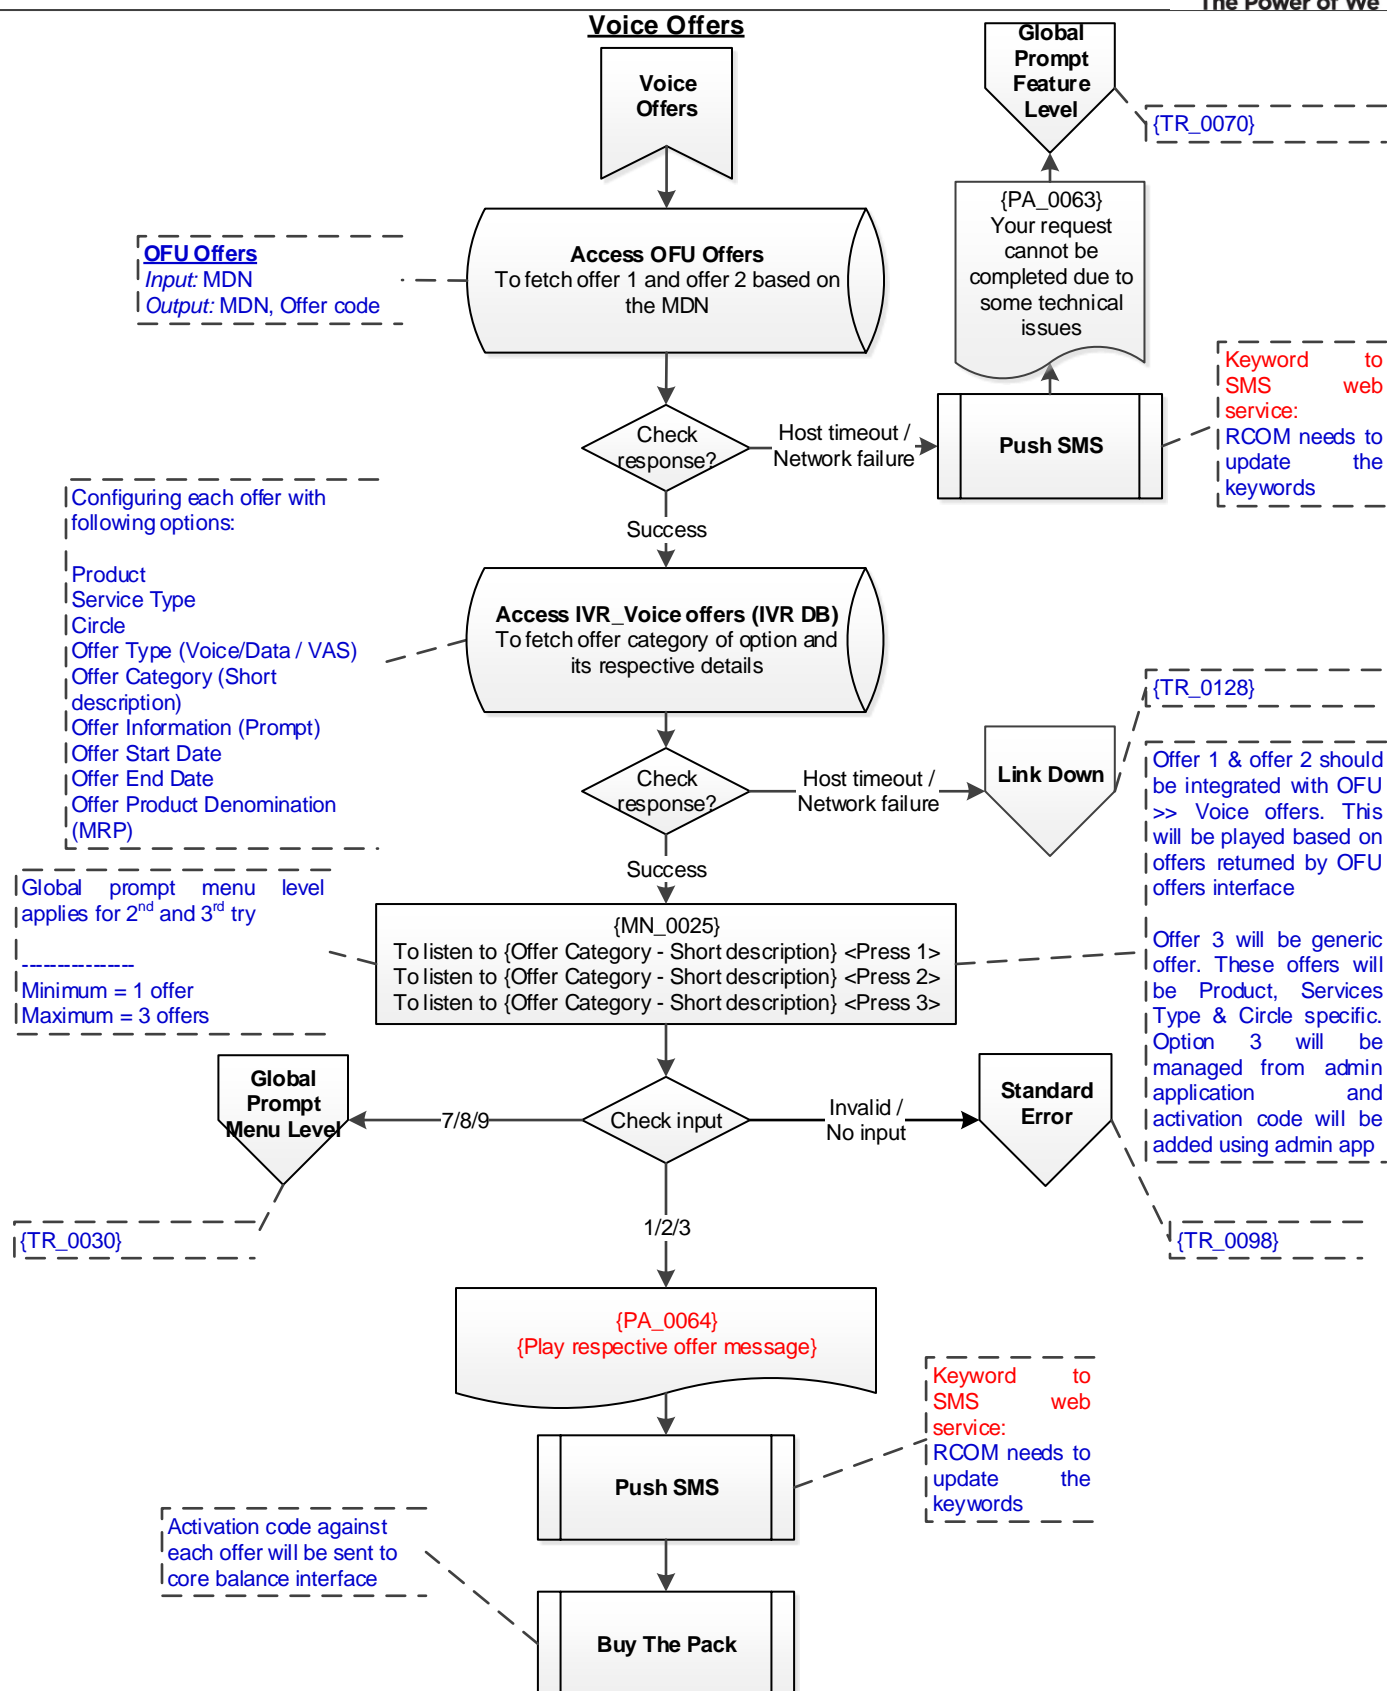 The Power of We
Voice Offers
Voice
Offers
Global
Prompt
Feature
Level
{TR_0070}
{PA_0063}
Your request
cannot be
completed due to
some technical
issues
OFU Offers
Input: MDN
Output: MDN, Offer code
Access OFU Offers
To fetch offer 1 and offer 2 based on
the MDN
Keyword to
SMS web
service:
RCOM needs to
update the
keywords
Check
response?
Host timeout /
Network failure
Push SMS
Success
Configuring each offer with
following options:
Product
Service Type
Circle
Offer Type (Voice/Data / VAS)
Offer Category (Short
description)
Offer Information (Prompt)
Offer Start Date
Offer End Date
Offer Product Denomination
(MRP)
Access IVR_Voice offers (IVR DB)
To fetch offer category of option and
its respective details
{TR_0128}
Check
response?
Host timeout /
Network failure
Link Down
Offer 1 & offer 2 should
be integrated with OFU
>> Voice offers. This
will be played based on
offers returned by OFU
offers interface
Offer 3 will be generic
offer. These offers will
be Product, Services
Type & Circle specific.
Option 3 will be
managed from admin
application and
activation code will be
added using admin app
Success
Global prompt menu level
applies for 2nd and 3rd try
----------------
Minimum = 1 offer
Maximum = 3 offers
{MN_0025}
To listen to {Offer Category - Short description} <Press 1>
To listen to {Offer Category - Short description} <Press 2>
To listen to {Offer Category - Short description} <Press 3>
Global
Prompt
Menu Level
7/8/9
Check input
Invalid /
No input
Standard
Error
{TR_0030}
1/2/3
{TR_0098}
{PA_0064}
{Play respective offer message}
Keyword to
SMS web
service:
RCOM needs to
update the
keywords
Push SMS
Activation code against
each offer will be sent to
core balance interface
Buy The Pack